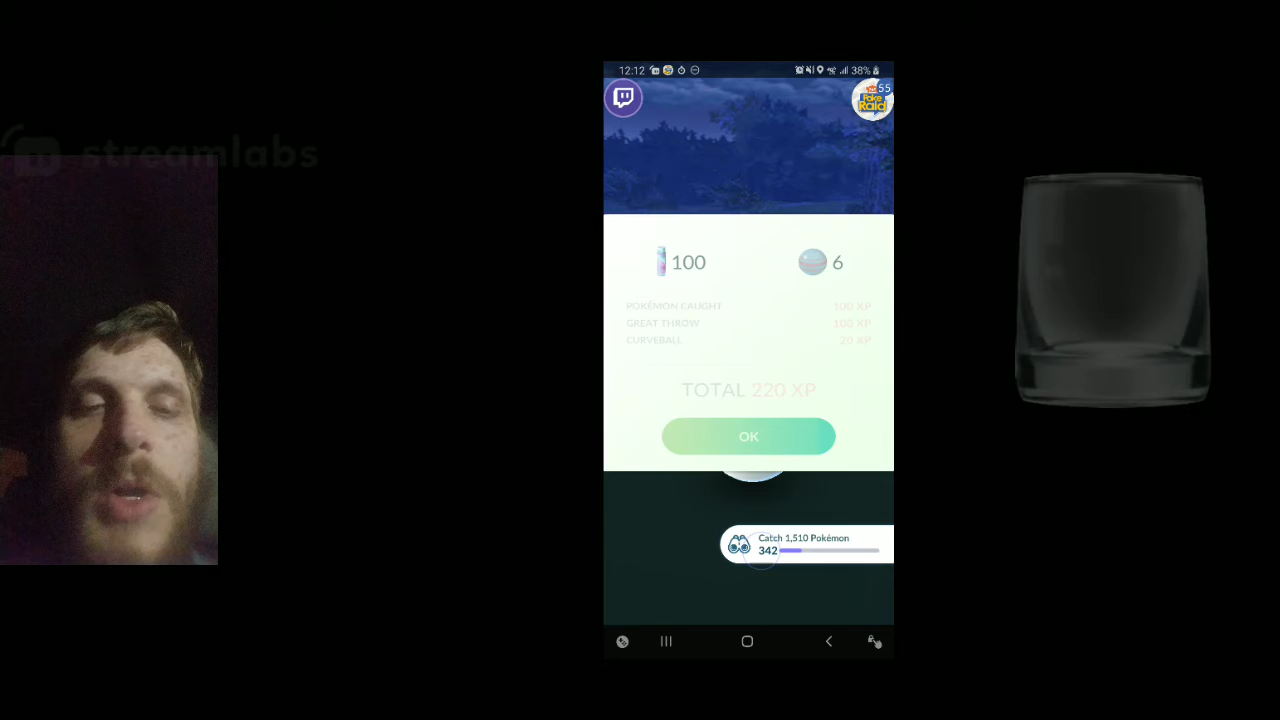 12:12
38%
55
Poke
Raid
streamlabs
100
6
POKÉMON CAUGHT 100 XP
GREAT THROW 100 XP
CURVEBALL 20 XP
TOTAL 220 XP
OK
Catch 1,510 Pokémon
342